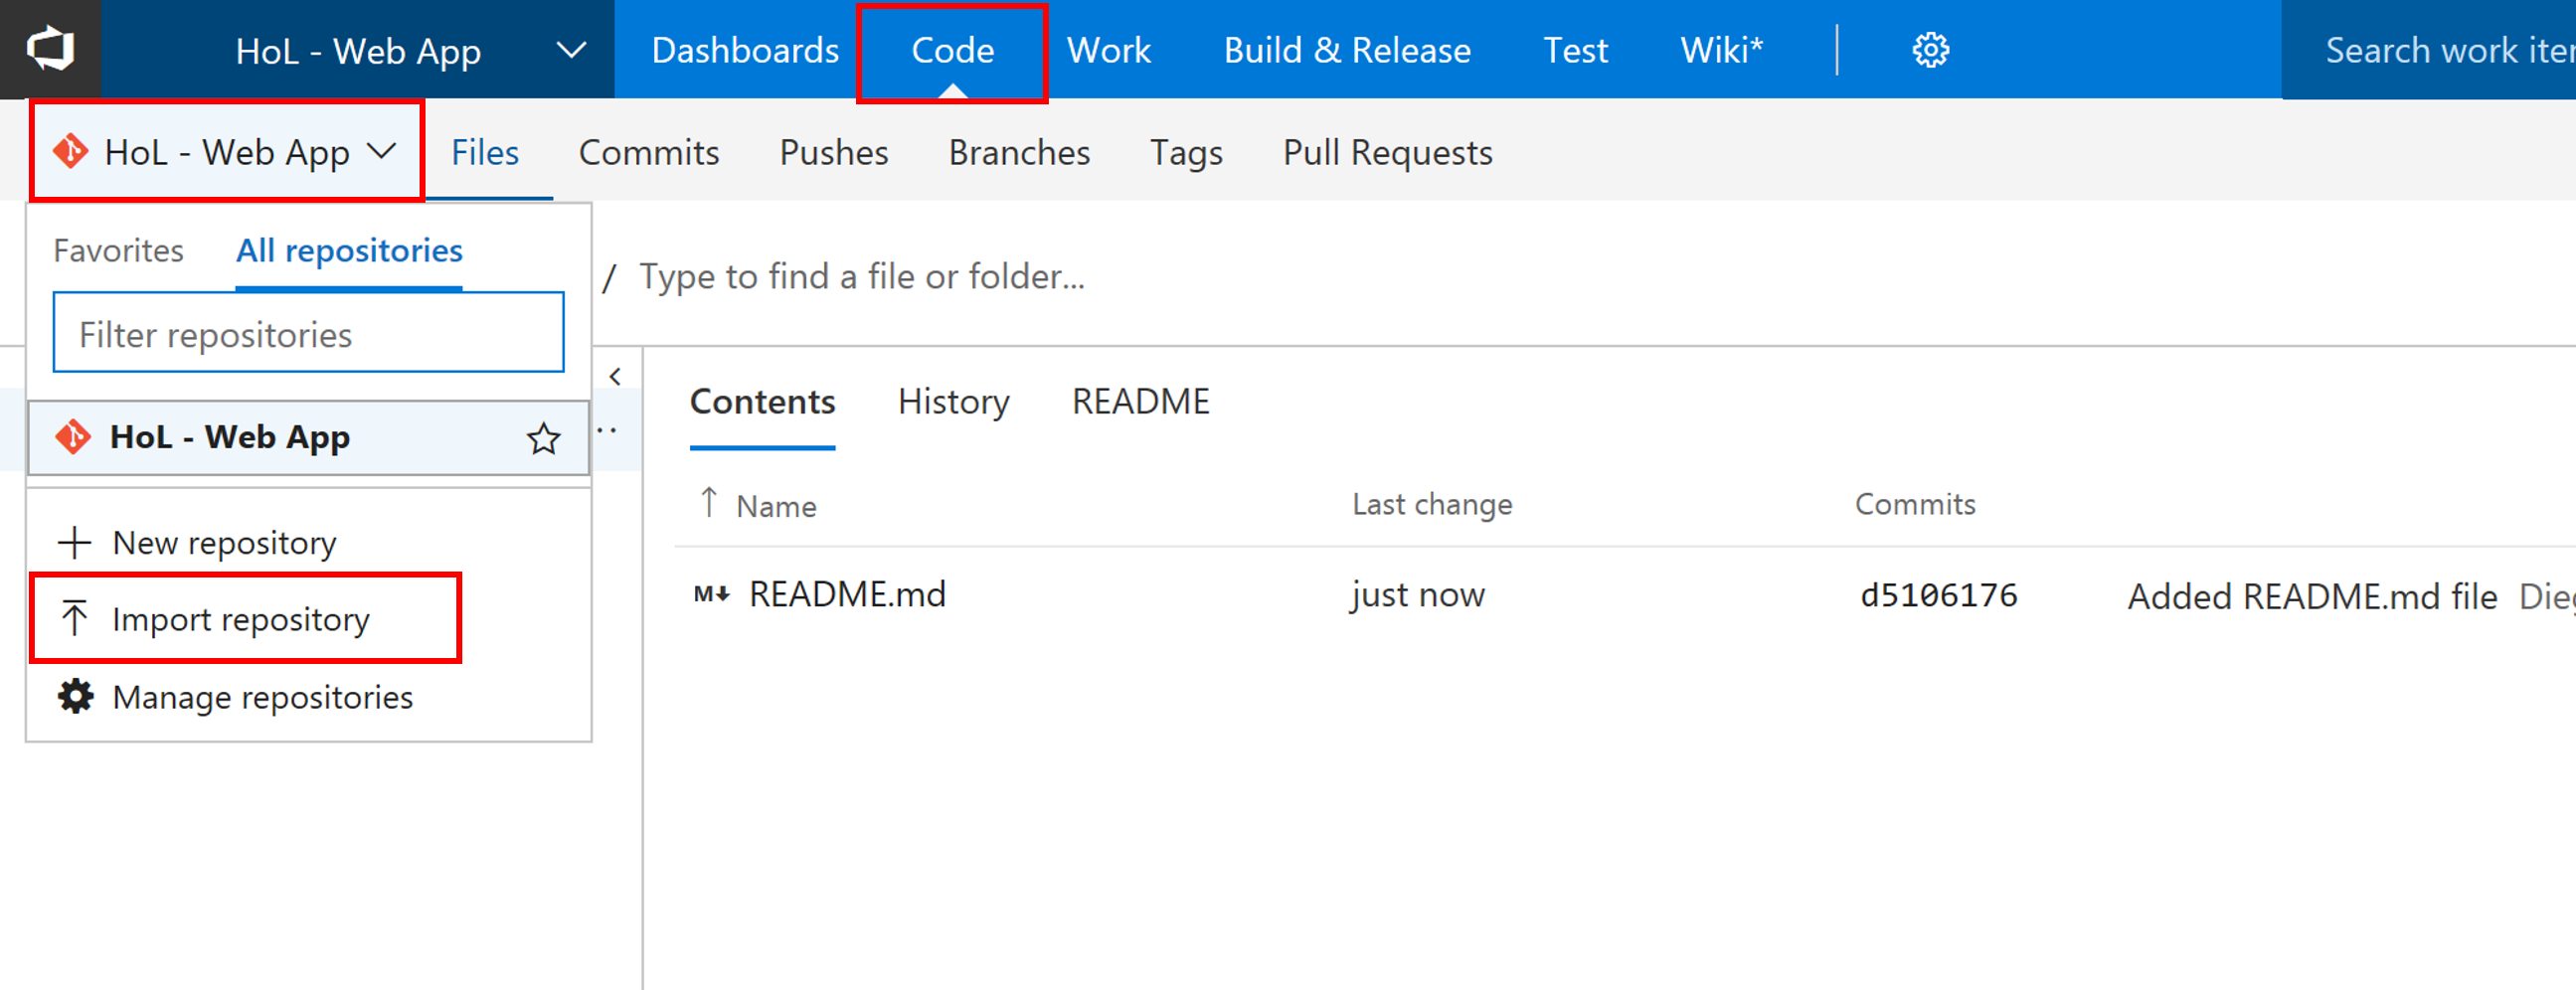 HoL - Web App Dashboards Code Work Build & Release Test Wiki* Search work
HoL - Web App Files Commits Pushes Branches Tags Pull Requests
Favorites All repositories
/ Type to find a file or folder...
Filter repositories
Contents History README
HoL - Web App
Name Last change Commits
New repository
README.md just now d5106176 Added README.md file
Import repository
Manage repositories